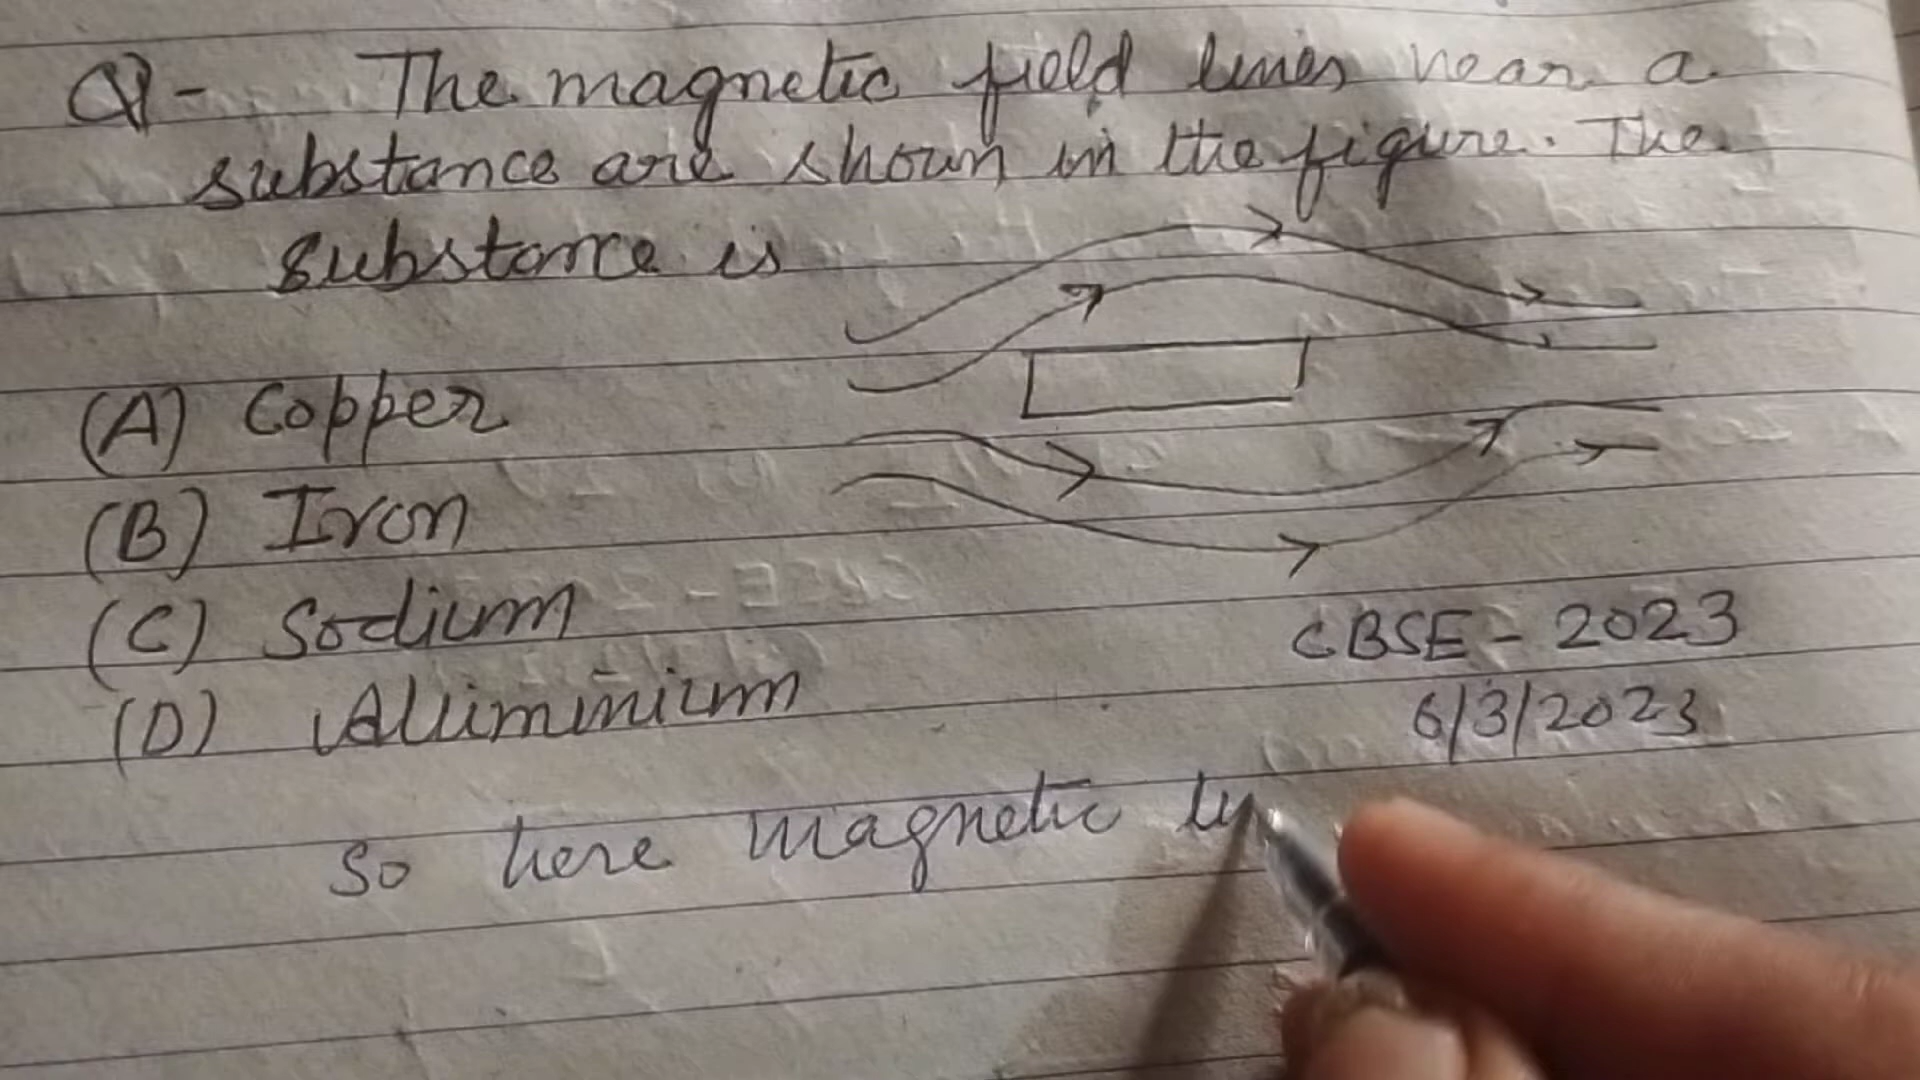 Q- The magnetic field lines near a
substance are shown in the figure. The
substance is
(A) Copper
(B) Iron
(C) Sodium
(D) Aluminium
CBSE - 2023
6/3/2023
So here magnetic